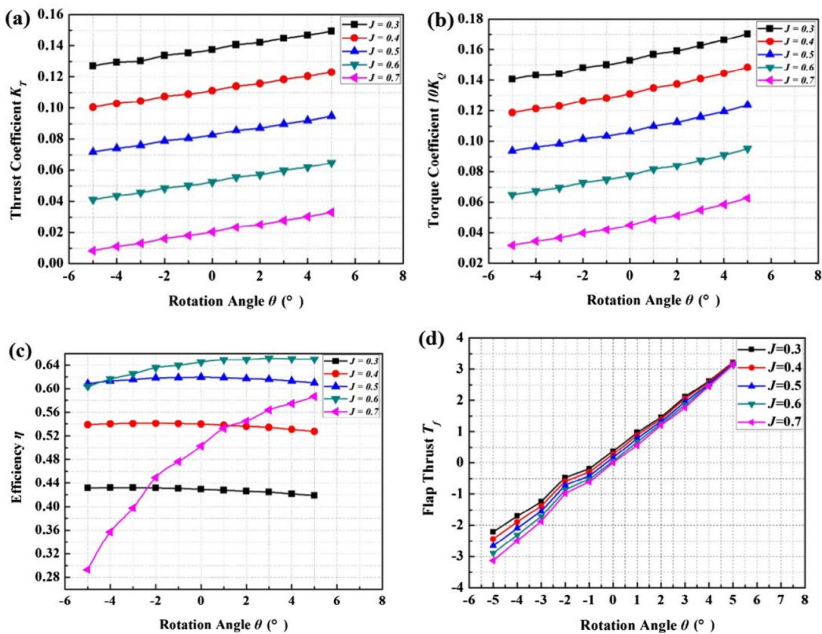 (a)
Thrust Coefficient K_T
0.16
0.14
0.12
0.10
0.08
0.06
0.04
0.02
0.00
-6 -4 -2 0 2 4 6 8
Rotation Angle θ (°)
J = 0.3
J = 0.4
J = 0.5
J = 0.6
J = 0.7
(b)
Torque Coefficient 10K_Q
0.18
0.16
0.14
0.12
0.10
0.08
0.06
0.04
0.02
-6 -4 -2 0 2 4 6 8
Rotation Angle θ (°)
J = 0.3
J = 0.4
J = 0.5
J = 0.6
J = 0.7
(c)
Efficiency η
0.64
0.60
0.56
0.52
0.48
0.44
0.40
0.36
0.32
0.28
-6 -4 -2 0 2 4 6 8
Rotation Angle θ (°)
J = 0.3
J = 0.4
J = 0.5
J = 0.6
J = 0.7
(d)
Flap Thrust T_f
4
3
2
1
0
-1
-2
-3
-4
-6 -5 -4 -3 -2 -1 0 1 2 3 4 5 6 7 8
Rotation Angle θ (°)
J=0.3
J=0.4
J=0.5
J=0.6
J=0.7